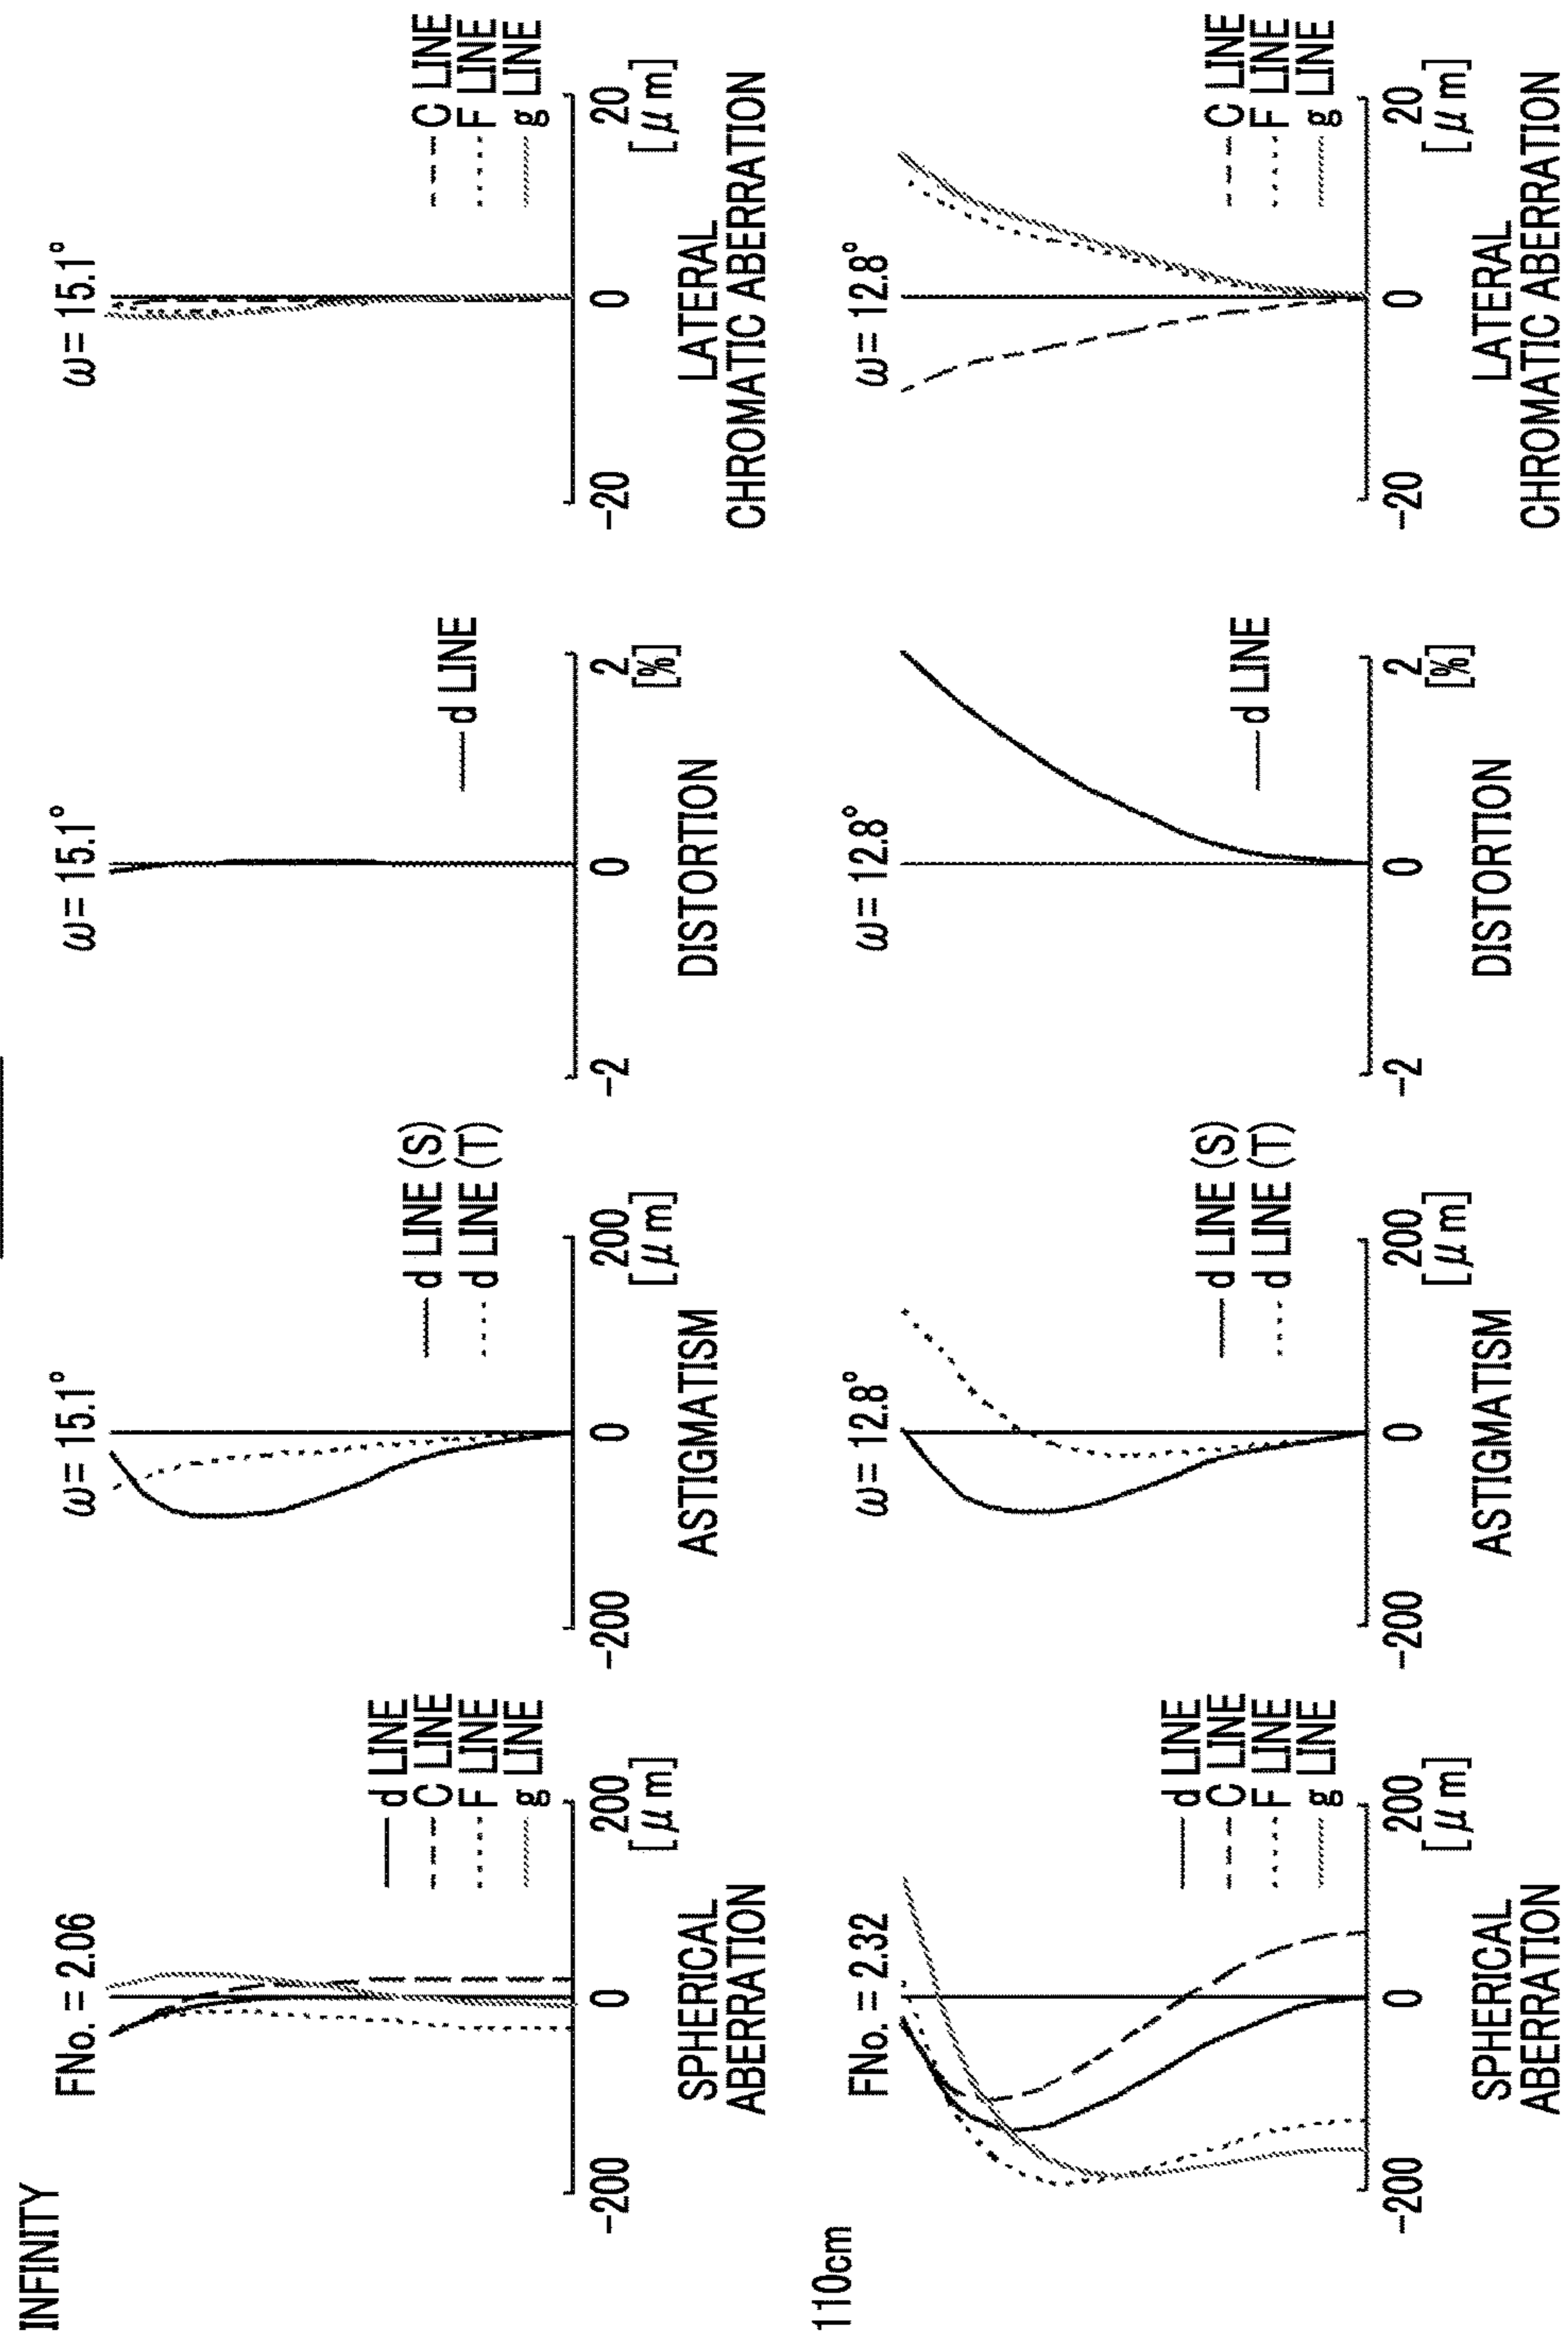 INFINITY
FNo. = 2.06
d LINE
C LINE
F LINE
g LINE
-200
0
200
[μm]
SPHERICAL
ABERRATION
ω= 15.1°
d LINE (S)
d LINE (T)
-200
0
200
[μm]
ASTIGMATISM
ω= 15.1°
d LINE
-2
0
2
[%]
DISTORTION
ω= 15.1°
C LINE
F LINE
g LINE
-20
0
20
[μm]
LATERAL
CHROMATIC ABERRATION
110cm
FNo. = 2.32
d LINE
C LINE
F LINE
g LINE
-200
0
200
[μm]
SPHERICAL
ABERRATION
ω= 12.8°
d LINE (S)
d LINE (T)
-200
0
200
[μm]
ASTIGMATISM
ω= 12.8°
d LINE
-2
0
2
[%]
DISTORTION
ω= 12.8°
C LINE
F LINE
g LINE
-20
0
20
[μm]
LATERAL
CHROMATIC ABERRATION